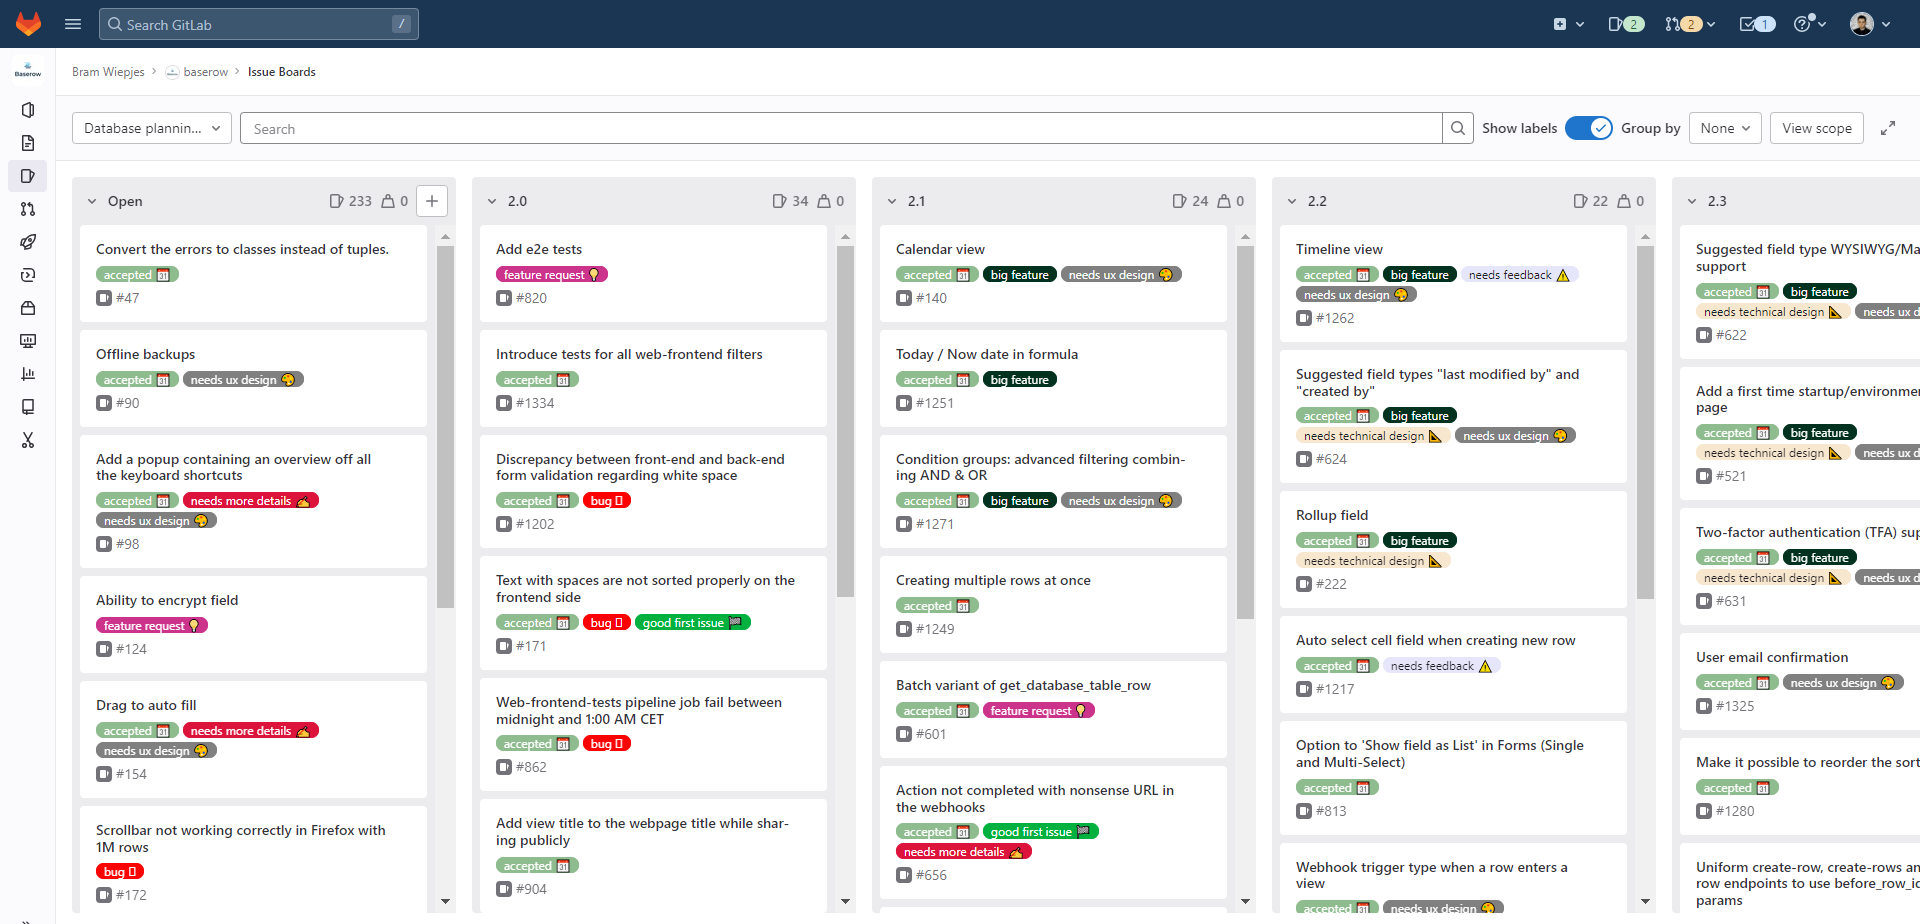 Search GitLab
/
2
2
1
Baserow
Bram Wiepjes
baserow
Issue Boards
Database plannin...
Search
Show labels
Group by
None
View scope
Open
233
0
Convert the errors to classes instead of tuples.
accepted
#47
Offline backups
accepted
needs ux design
#90
Add a popup containing an overview off all
the keyboard shortcuts
accepted
needs more details
needs ux design
#98
Ability to encrypt field
feature request
#124
Drag to auto fill
accepted
needs more details
needs ux design
#154
Scrollbar not working correctly in Firefox with
1M rows
bug
#172
2.0
34
0
Add e2e tests
feature request
#820
Introduce tests for all web-frontend filters
accepted
#1334
Discrepancy between front-end and back-end
form validation regarding white space
accepted
bug
#1202
Text with spaces are not sorted properly on the
frontend side
accepted
bug
good first issue
#171
Web-frontend-tests pipeline job fail between
midnight and 1:00 AM CET
accepted
bug
#862
Add view title to the webpage title while shar-
ing publicly
accepted
#904
2.1
24
0
Calendar view
accepted
big feature
needs ux design
#140
Today / Now date in formula
accepted
big feature
#1251
Condition groups: advanced filtering combin-
ing AND & OR
accepted
big feature
needs ux design
#1271
Creating multiple rows at once
accepted
#1249
Batch variant of get_database_table_row
accepted
feature request
#601
Action not completed with nonsense URL in
the webhooks
accepted
good first issue
needs more details
#656
2.2
22
0
Timeline view
accepted
big feature
needs feedback
needs ux design
#1262
Suggested field types "last modified by" and
"created by"
accepted
big feature
needs technical design
needs ux design
#624
Rollup field
accepted
big feature
needs technical design
#222
Auto select cell field when creating new row
accepted
needs feedback
#1217
Option to 'Show field as List' in Forms (Single
and Multi-Select)
accepted
#813
Webhook trigger type when a row enters a
view
accepted
needs ux design
2.3
Suggested field type WYSIWYG/Ma
support
accepted
big feature
needs technical design
needs ux d
#622
Add a first time startup/environme
page
accepted
big feature
needs technical design
needs ux d
#521
Two-factor authentication (TFA) sup
accepted
big feature
needs technical design
needs ux d
#631
User email confirmation
accepted
needs ux design
#1325
Make it possible to reorder the sort
accepted
#1280
Uniform create-row, create-rows an
row endpoints to use before_row_id
params